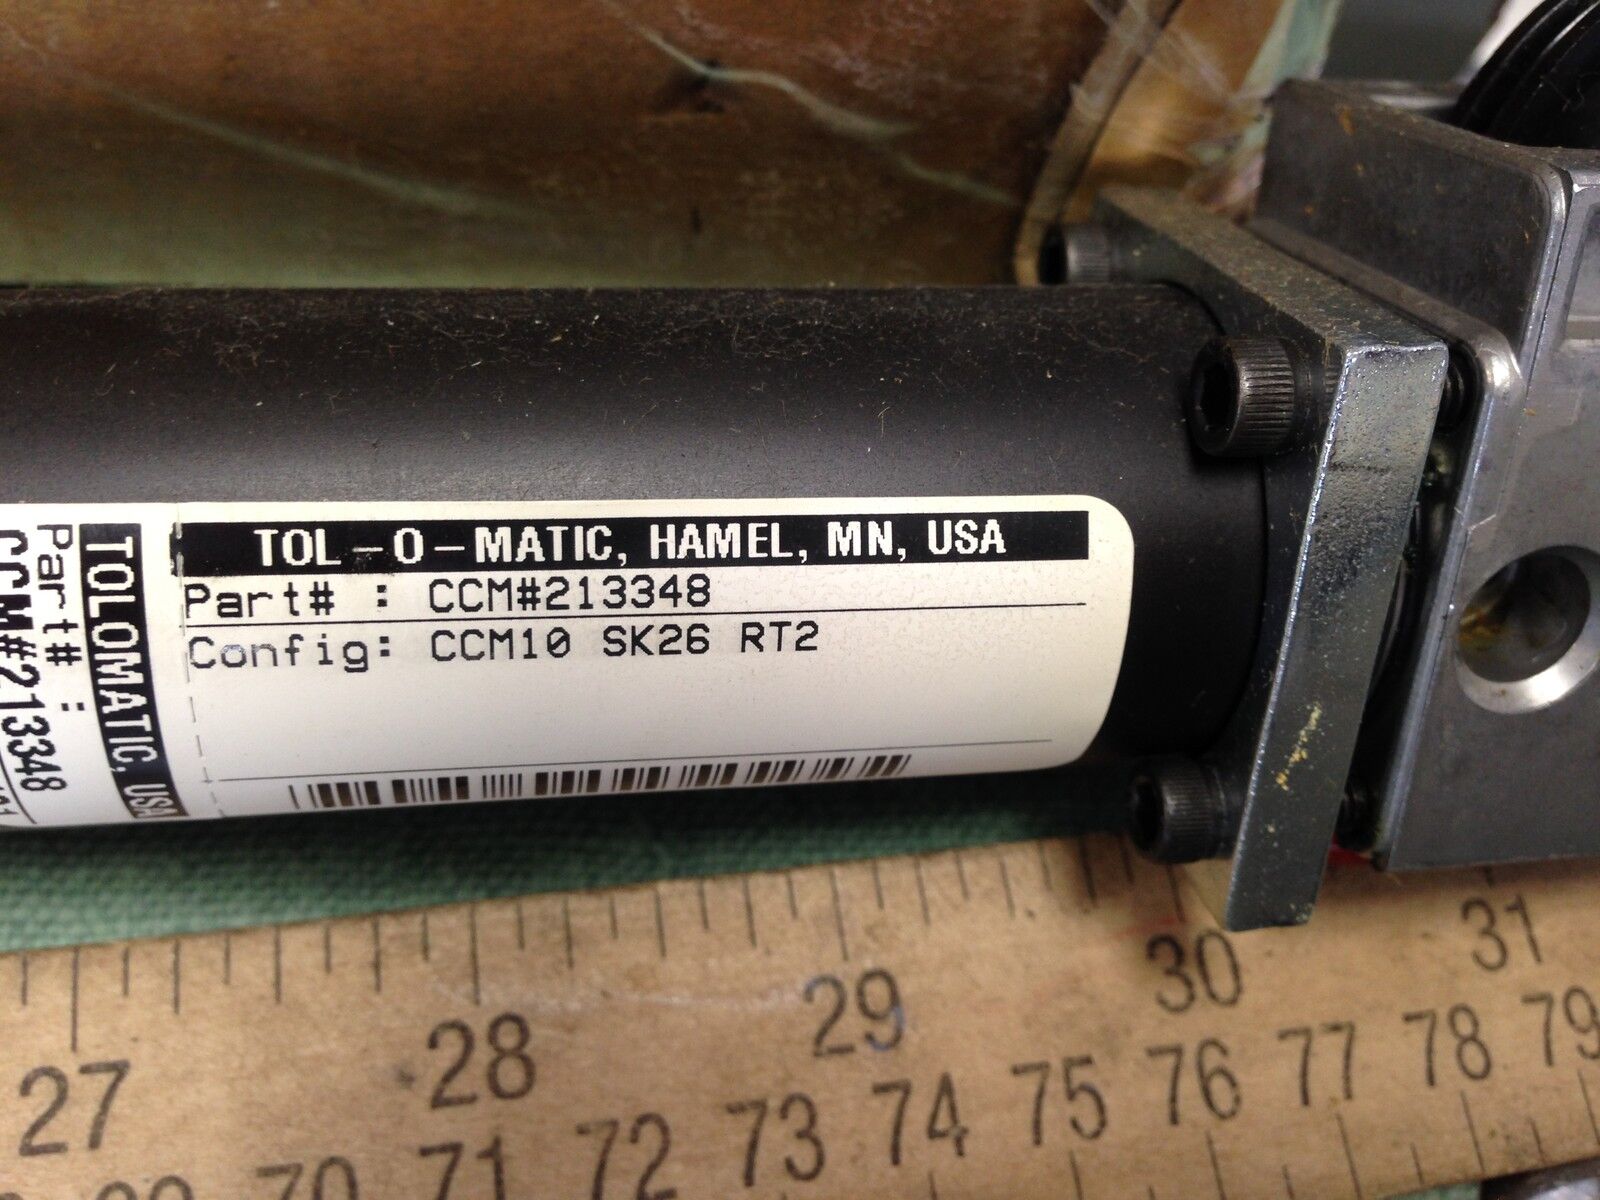 TOL-O-MATIC, HAMEL, MN, USA
Part# : CCM#213348
Config: CCM10 SK26 RT2
TOLOMATIC, USA
Part# :
CCM#213348
27 28 29 30 31
70 71 72 73 74 75 76 77 78 79